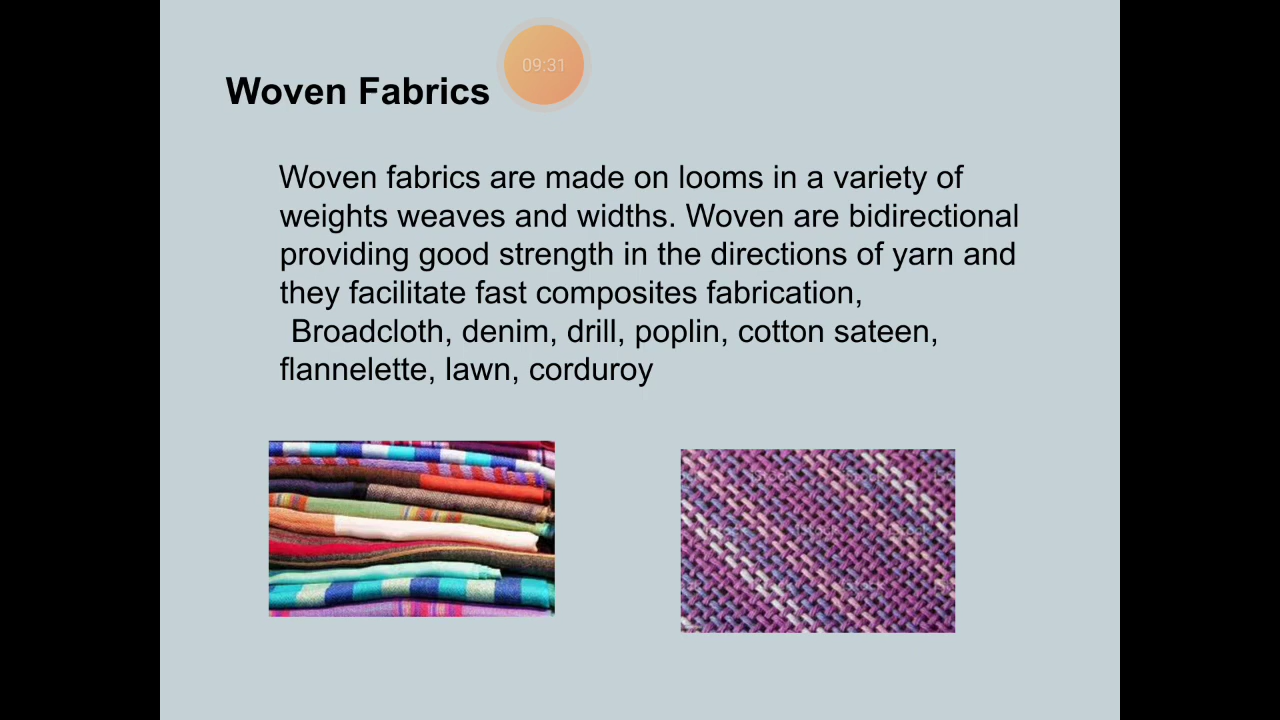 09:31
Woven Fabrics
Woven fabrics are made on looms in a variety of
weights weaves and widths. Woven are bidirectional
providing good strength in the directions of yarn and
they facilitate fast composites fabrication,
Broadcloth, denim, drill, poplin, cotton sateen,
flannelette, lawn, corduroy